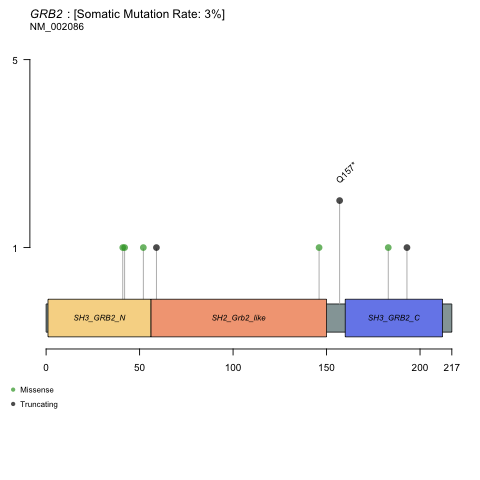 GRB2 : [Somatic Mutation Rate: 3%]
NM_002086
5
Q157*
1
SH3_GRB2_N SH2_Grb2_like SH3_GRB2_C
0 50 100 150 200 217
Missense
Truncating